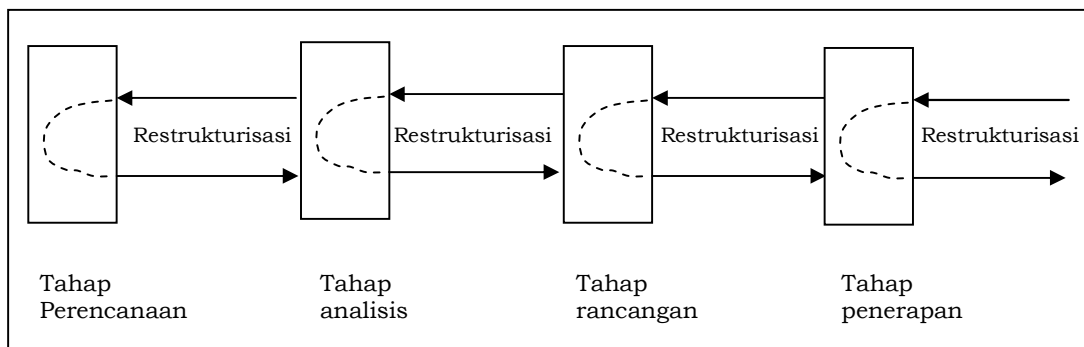 Restrukturisasi
Restrukturisasi
Restrukturisasi
Restrukturisasi
Tahap
Perencanaan
Tahap
analisis
Tahap
rancangan
Tahap
penerapan